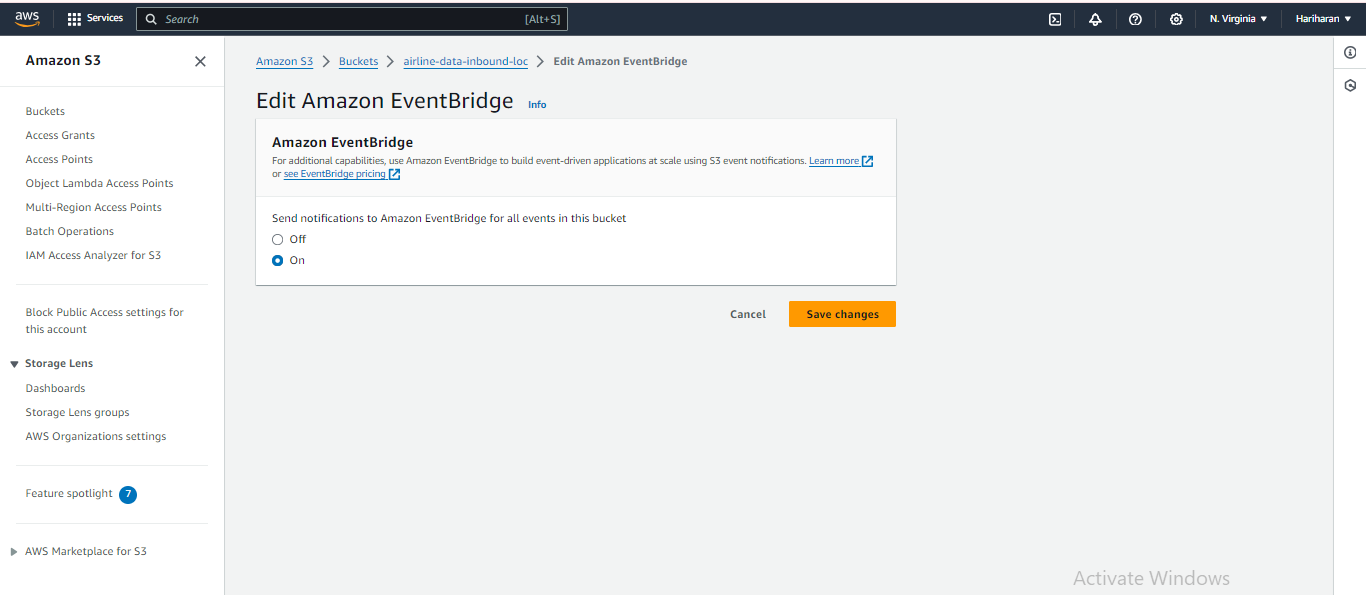 aws
Services
Search
[Alt+S]
N. Virginia
Hariharan
Amazon S3
Buckets
Access Grants
Access Points
Object Lambda Access Points
Multi-Region Access Points
Batch Operations
IAM Access Analyzer for S3
Block Public Access settings for
this account
Storage Lens
Dashboards
Storage Lens groups
AWS Organizations settings
Feature spotlight 7
AWS Marketplace for S3
Amazon S3 > Buckets > airline-data-inbound-loc > Edit Amazon EventBridge
Edit Amazon EventBridge Info
Amazon EventBridge
For additional capabilities, use Amazon EventBridge to build event-driven applications at scale using S3 event notifications. Learn more
or see EventBridge pricing
Send notifications to Amazon EventBridge for all events in this bucket
Off
On
Cancel
Save changes
Activate Windows